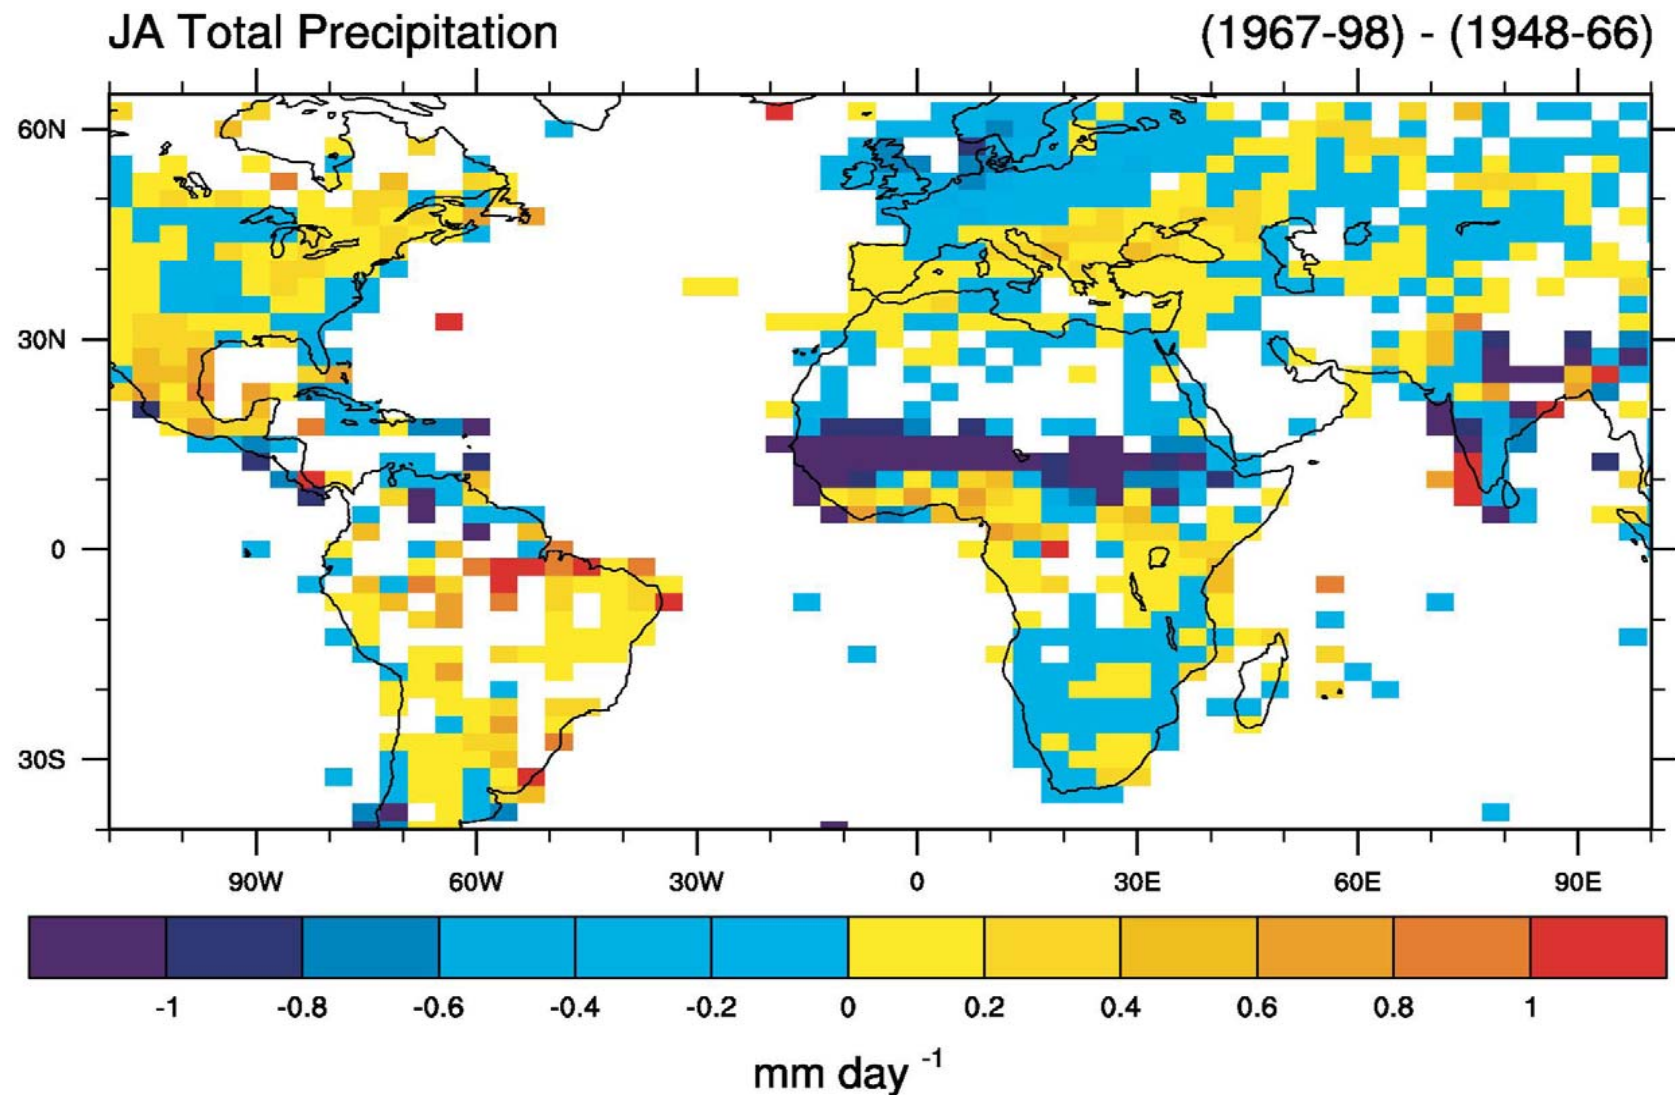 JA Total Precipitation (1967-98) - (1948-66)
60N
30N
0
30S
90W 60W 30W 0 30E 60E 90E
-1 -0.8 -0.6 -0.4 -0.2 0 0.2 0.4 0.6 0.8 1
mm day -1